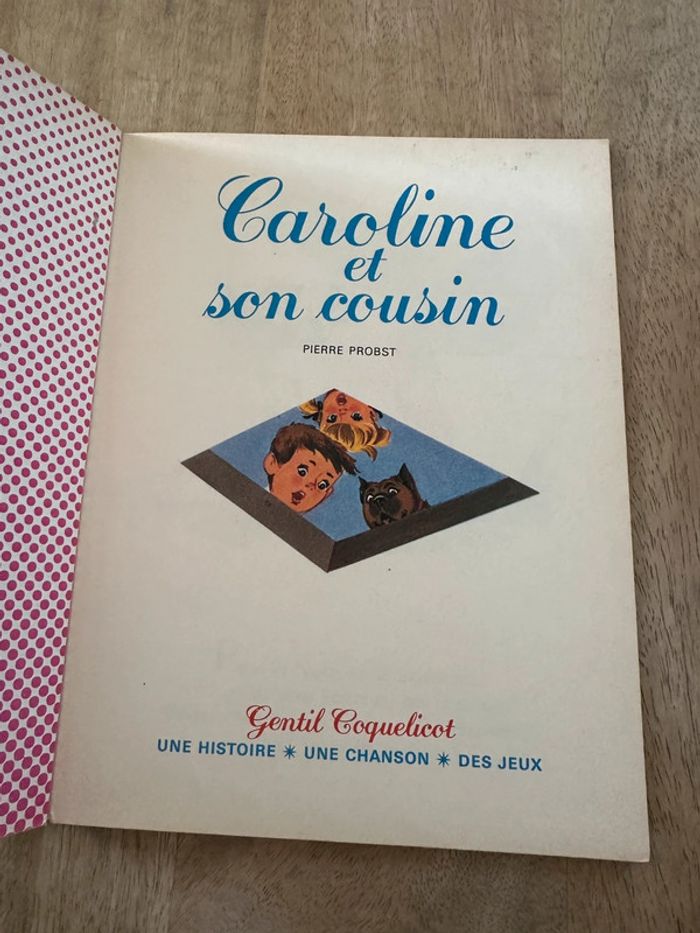 Caroline
et
son cousin
PIERRE PROBST
Gentil Coquelicot
UNE HISTOIRE ✷ UNE CHANSON ✷ DES JEUX